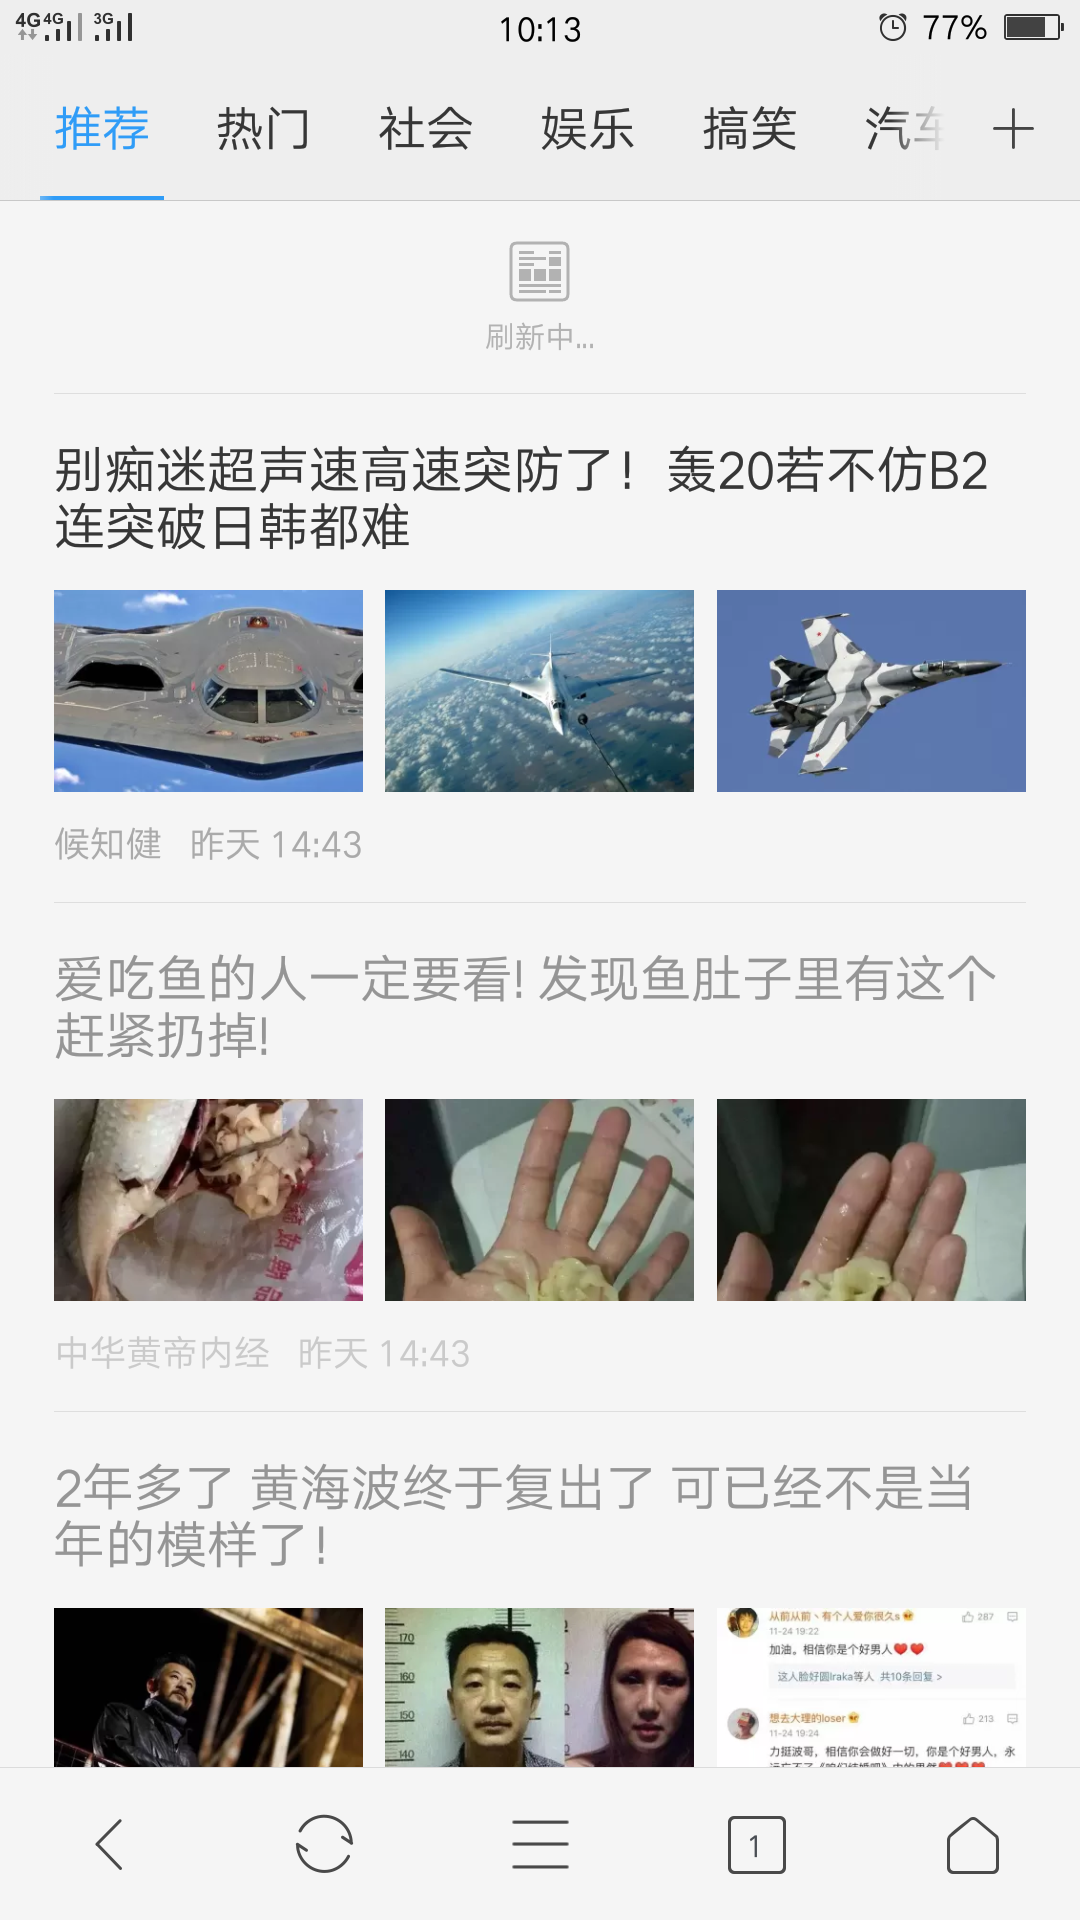 4G 4G 3G 10:13 77%
推荐 热门 社会 娱乐 搞笑 汽车
刷新中...
别痴迷超声速高速突防了！轰20若不仿B2
连突破日韩都难
候知健 昨天 14:43
爱吃鱼的人一定要看! 发现鱼肚子里有这个
赶紧扔掉!
中华黄帝内经 昨天 14:43
2年多了 黄海波终于复出了 可已经不是当
年的模样了！
170
160
150
140
从前从前丶有个人爱你很久s 287
11-24 19:22
加油。相信你是个好男人
这人脸好圆Iraka等人 共10条回复 >
想去大理的loser 213
11-24 19:24
力挺波哥，相信你会做好一切，你是个好男人，永
1